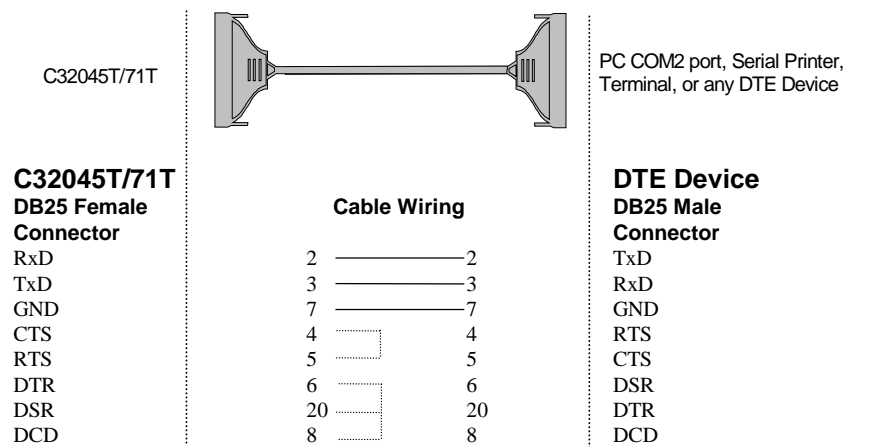 C32045T/71T
PC COM2 port, Serial Printer,
Terminal, or any DTE Device
C32045T/71T DTE Device
DB25 Female Cable Wiring DB25 Male
Connector Connector
RxD 2 2 TxD
TxD 3 3 RxD
GND 7 7 GND
CTS 4 4 RTS
RTS 5 5 CTS
DTR 6 6 DSR
DSR 20 20 DTR
DCD 8 8 DCD